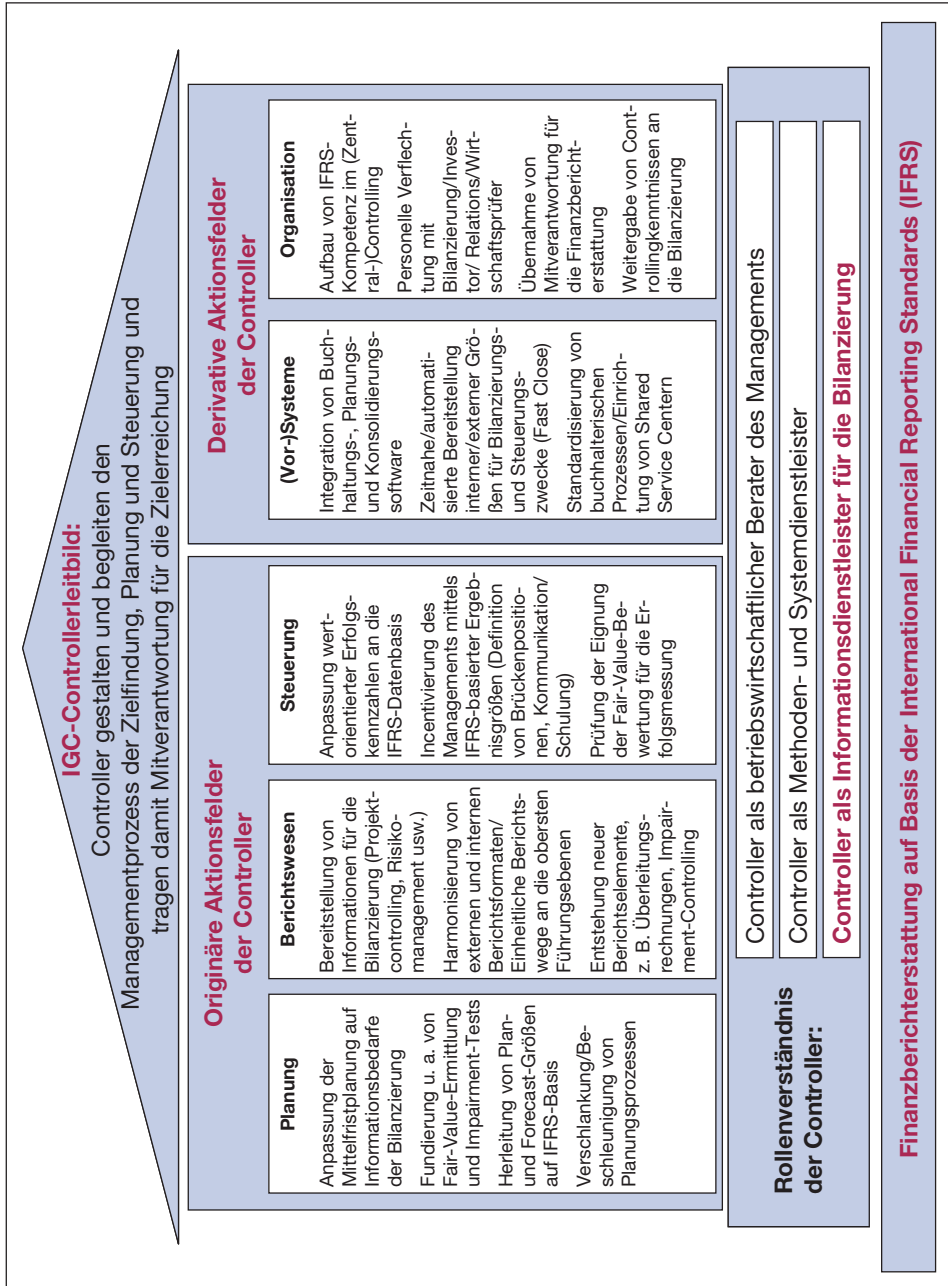 IGC-Controllerleitbild:
Controller gestalten und begleiten den
Managementprozess der Zielfindung, Planung und Steuerung und
tragen damit Mitverantwortung für die Zielerreichung
Originäre Aktionsfelder
der Controller
Planung
Anpassung der
Mittelfristplanung auf
Informationsbedarfe
der Bilanzierung
Fundierung u. a. von
Fair-Value-Ermittlung
und Impairment-Tests
Herleitung von Plan-
und Forecast-Größen
auf IFRS-Basis
Verschlankung/Be-
schleunigung von
Planungsprozessen
Berichtswesen
Bereitstellung von
Informationen für die
Bilanzierung (Projekt-
controlling, Risiko-
management usw.)
Harmonisierung von
externen und internen
Berichtsformaten/
Einheitliche Berichts-
wege an die obersten
Führungsebenen
Entstehung neuer
Berichtselemente,
z. B. Überleitungs-
rechnungen, Impair-
ment-Controlling
Steuerung
Anpassung wert-
orientierter Erfolgs-
kennzahlen an die
IFRS-Datenbasis
Incentivierung des
Managements mittels
IFRS-basierter Ergeb-
nisgrößen (Definition
von Brückenpositio-
nen, Kommunikation/
Schulung)
Prüfung der Eignung
der Fair-Value-Be-
wertung für die Er-
folgsmessung
Derivative Aktionsfelder
der Controller
(Vor-)Systeme
Integration von Buch-
haltungs-, Planungs-
und Konsolidierungs-
software
Zeitnahe/automati-
sierte Bereitstellung
interner/externer Grö-
ßen für Bilanzierungs-
und Steuerungs-
zwecke (Fast Close)
Standardisierung von
buchhalterischen
Prozessen/Einrich-
tung von Shared
Service Centern
Organisation
Aufbau von IFRS-
Kompetenz im (Zent-
ral-)Controlling
Personelle Verflech-
tung mit
Bilanzierung/Inves-
tor/ Relations/Wirt-
schaftsprüfer
Übernahme von
Mitverantwortung für
die Finanzbericht-
erstattung
Weitergabe von Cont-
rollingkenntnissen an
die Bilanzierung
Rollenverständnis
der Controller:
Controller als betriebswirtschaftlicher Berater des Managements
Controller als Methoden- und Systemdienstleister
Controller als Informationsdienstleister für die Bilanzierung
Finanzberichterstattung auf Basis der International Financial Reporting Standards (IFRS)